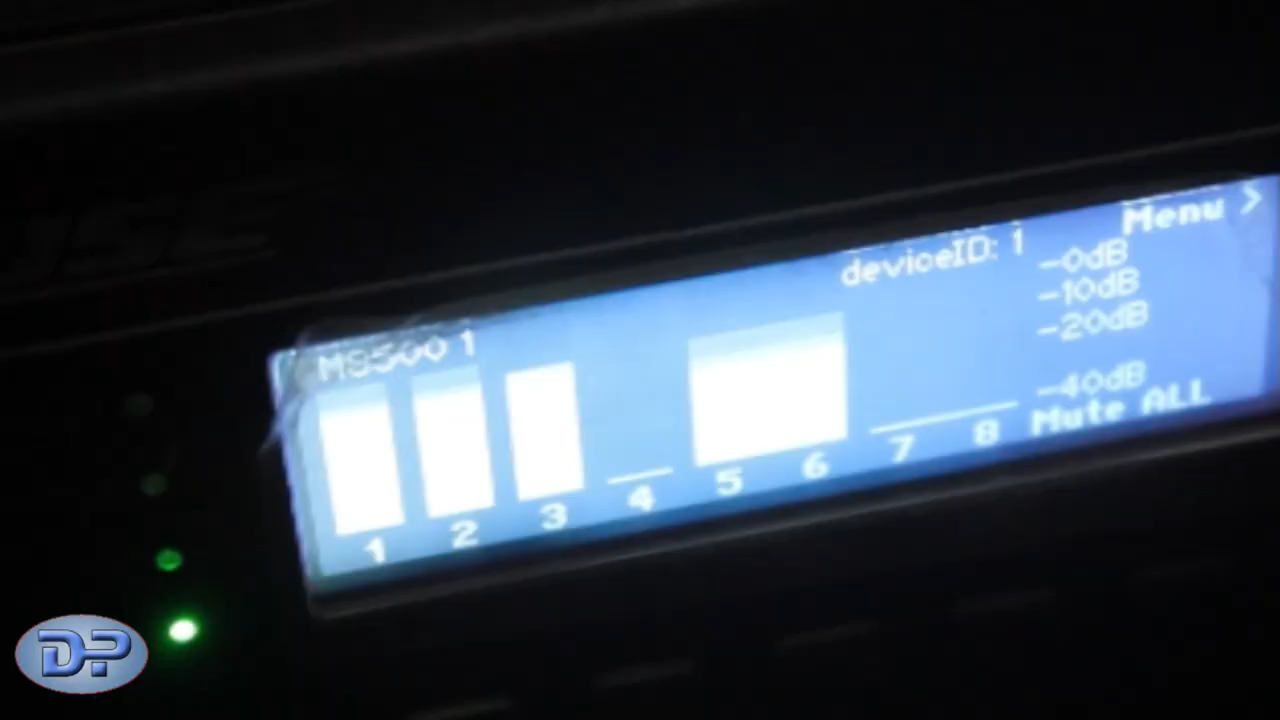 MS500 1
deviceID: 1
Menu >
-0dB
-10dB
-20dB
-40dB
Mute ALL
1 2 3 4 5 6 7 8
DP